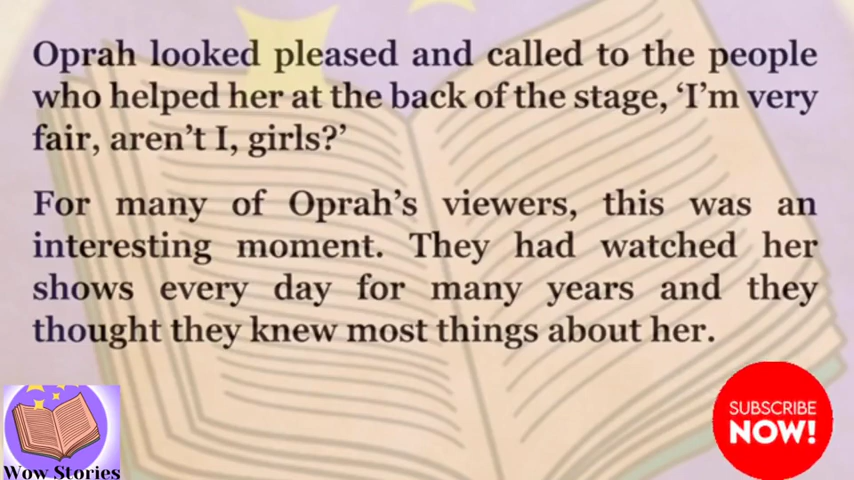 Oprah looked pleased and called to the people
who helped her at the back of the stage, ‘I’m very
fair, aren’t I, girls?’
For many of Oprah’s viewers, this was an
interesting moment. They had watched her
shows every day for many years and they
thought they knew most things about her.
Wow Stories
SUBSCRIBE
NOW!